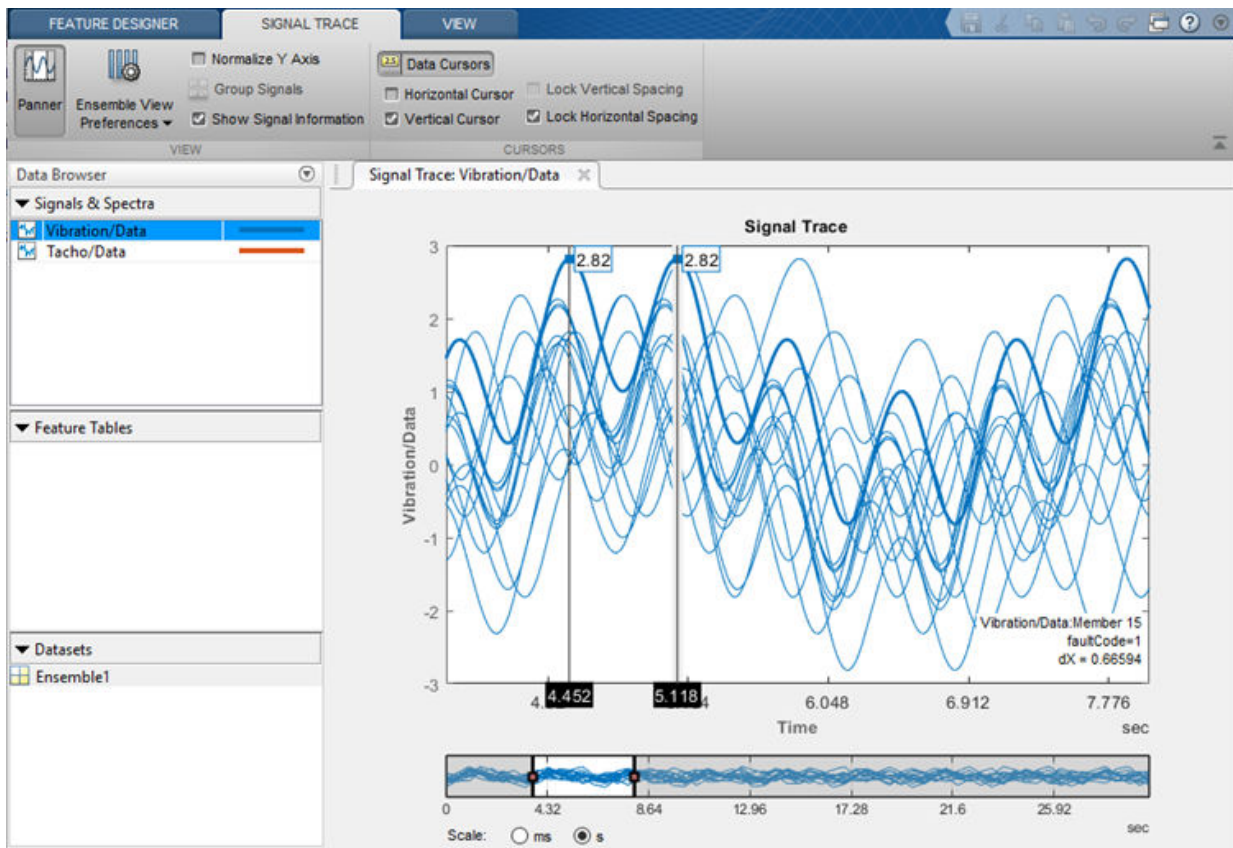 FEATURE DESIGNER SIGNAL TRACE VIEW
Panner
Ensemble View
Preferences
Normalize Y Axis
Group Signals
Show Signal Information
VIEW
Data Cursors
Horizontal Cursor
Vertical Cursor
Lock Vertical Spacing
Lock Horizontal Spacing
CURSORS
Data Browser
Signals & Spectra
Vibration/Data
Tacho/Data
Feature Tables
Datasets
Ensemble1
Signal Trace: Vibration/Data
Signal Trace
3
2
1
0
-1
-2
-3
Vibration/Data
2.82
2.82
Vibration/Data:Member 15
faultCode=1
dX = 0.66594
4.452
5.118
6.048
6.912
7.776
Time
sec
0
4.32
8.64
12.96
17.28
21.6
25.92
sec
Scale: ms s